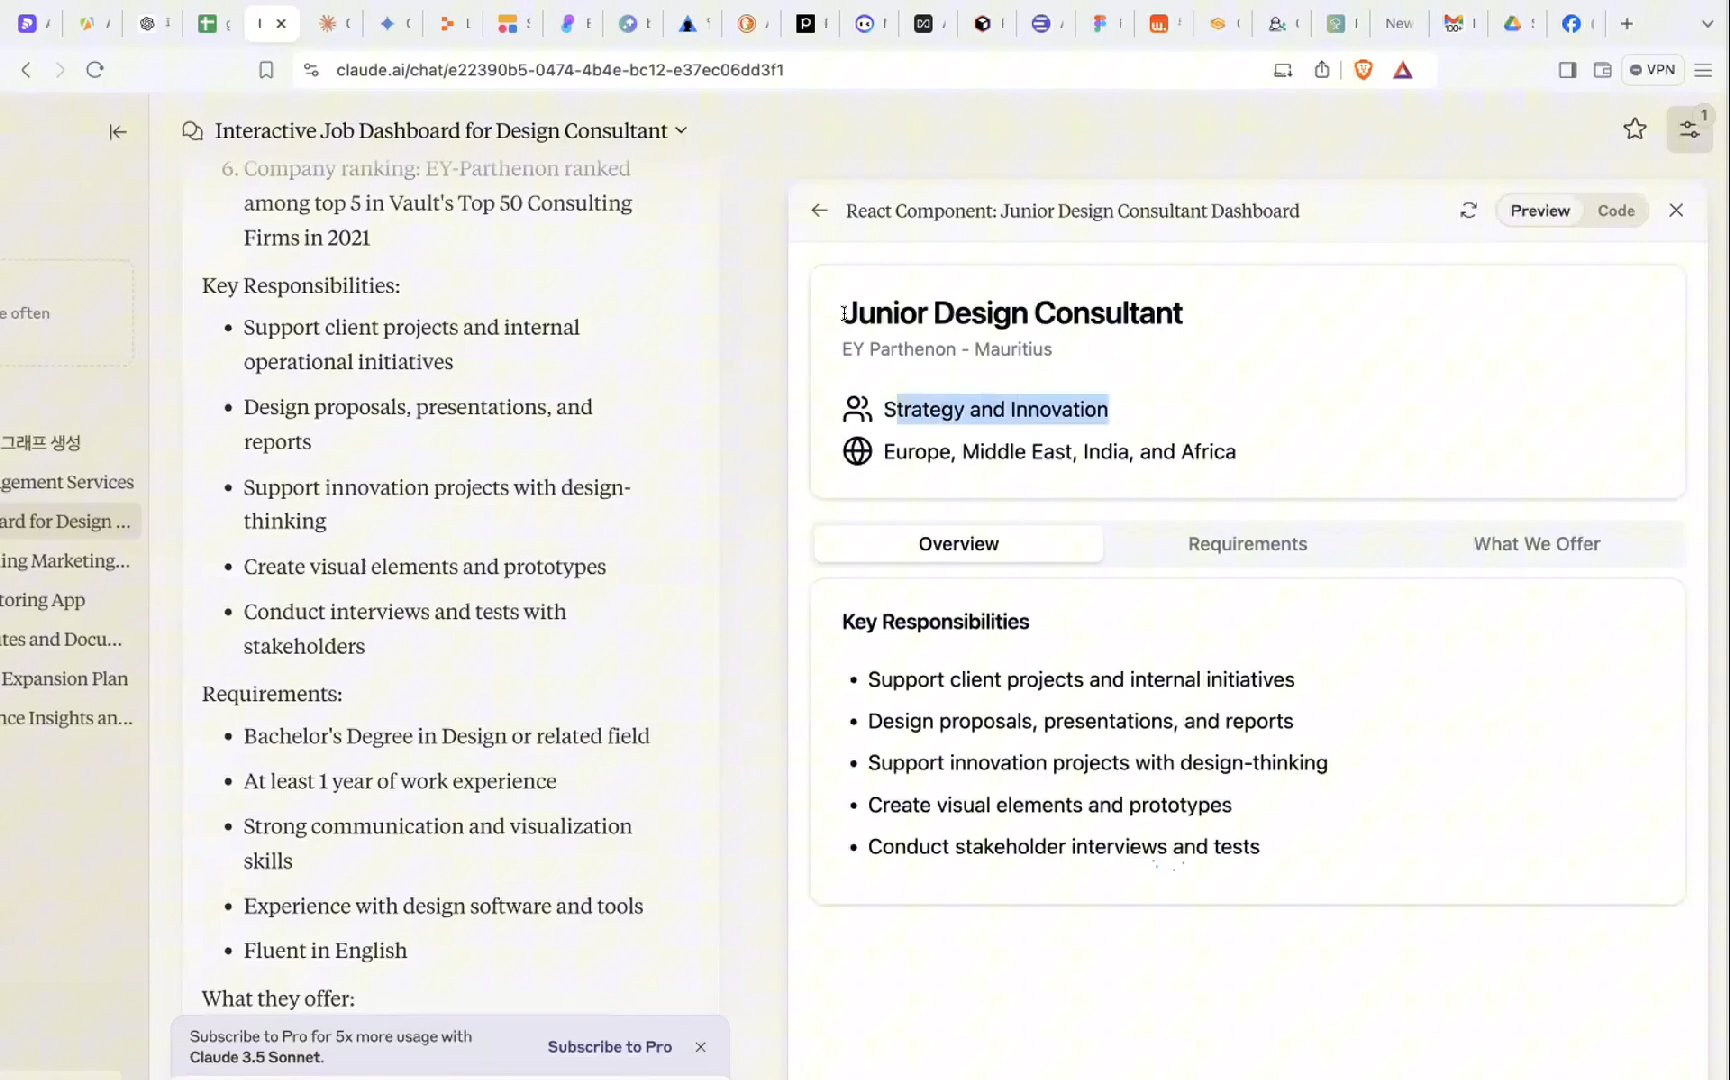 New
claude.ai/chat/e22390b5-0474-4b4e-bc12-e37ec06dd3f1
VPN
Interactive Job Dashboard for Design Consultant
1
6. Company ranking: EY-Parthenon ranked
among top 5 in Vault's Top 50 Consulting
Firms in 2021
Key Responsibilities:
• Support client projects and internal
operational initiatives
• Design proposals, presentations, and
reports
• Support innovation projects with design-
thinking
• Create visual elements and prototypes
• Conduct interviews and tests with
stakeholders
Requirements:
• Bachelor's Degree in Design or related field
• At least 1 year of work experience
• Strong communication and visualization
skills
• Experience with design software and tools
• Fluent in English
What they offer:
Subscribe to Pro for 5x more usage with
Claude 3.5 Sonnet.
Subscribe to Pro
e often
그래프 생성
gement Services
ard for Design ...
ing Marketing...
toring App
tes and Docu...
Expansion Plan
nce Insights an...
React Component: Junior Design Consultant Dashboard
Preview
Code
Junior Design Consultant
EY Parthenon - Mauritius
Strategy and Innovation
Europe, Middle East, India, and Africa
Overview
Requirements
What We Offer
Key Responsibilities
• Support client projects and internal initiatives
• Design proposals, presentations, and reports
• Support innovation projects with design-thinking
• Create visual elements and prototypes
• Conduct stakeholder interviews and tests